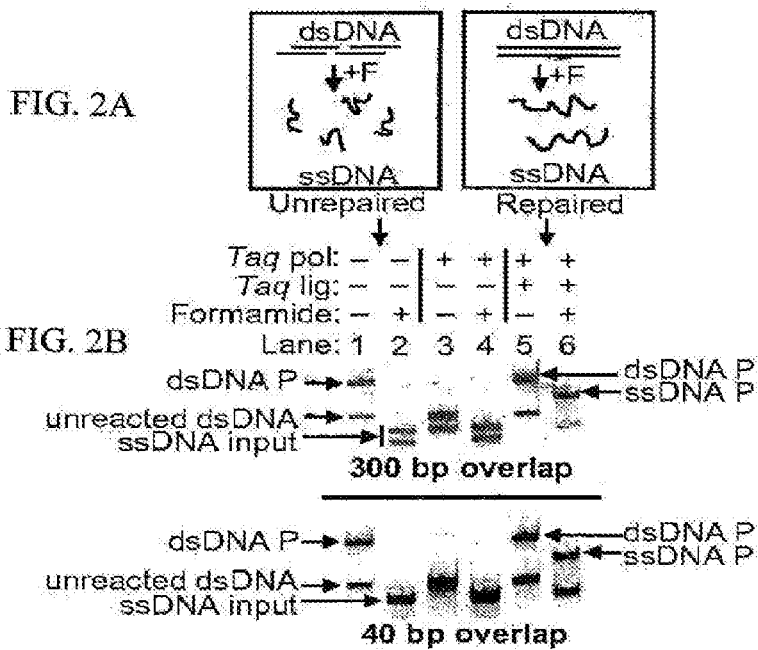 FIG. 2A
dsDNA
+F
ssDNA
Unrepaired
dsDNA
+F
ssDNA
Repaired
FIG. 2B
Taq pol: – – + + + +
Taq lig: – – – – + +
Formamide: – + – + – +
Lane: 1 2 3 4 5 6
dsDNA P
unreacted dsDNA
ssDNA input
dsDNA P
ssDNA P
300 bp overlap
dsDNA P
unreacted dsDNA
ssDNA input
dsDNA P
ssDNA P
40 bp overlap